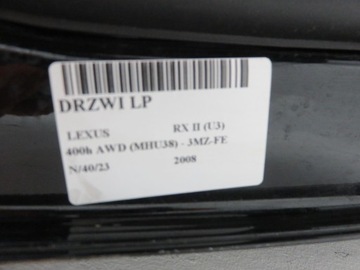 DRZWI LP
LEXUS RX II (U3)
400h AWD (MHU38) - 3MZ-FE
N/40/23 2008